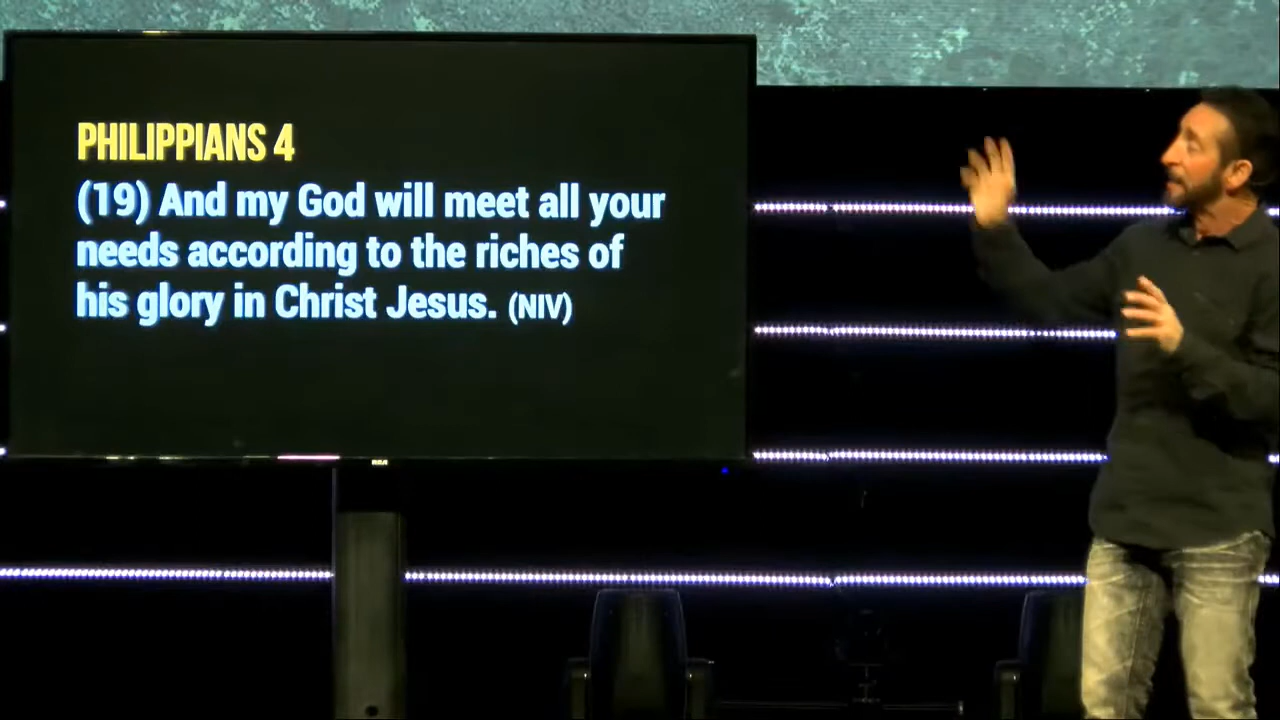 PHILIPPIANS 4
(19) And my God will meet all your
needs according to the riches of
his glory in Christ Jesus. (NIV)
RCA